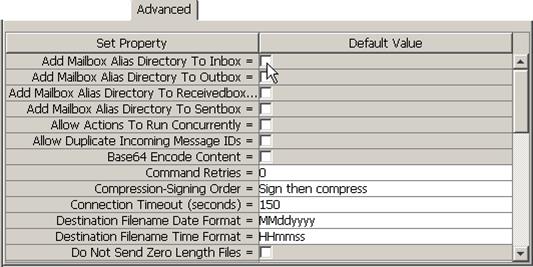 Advanced
Set Property Default Value
Add Mailbox Alias Directory To Inbox =
Add Mailbox Alias Directory To Outbox =
Add Mailbox Alias Directory To Receivedbox...
Add Mailbox Alias Directory To Sentbox =
Allow Actions To Run Concurrently =
Allow Duplicate Incoming Message IDs =
Base64 Encode Content =
Command Retries = 0
Compression-Signing Order = Sign then compress
Connection Timeout (seconds) = 150
Destination Filename Date Format = MMddyyyy
Destination Filename Time Format = HHmmss
Do Not Send Zero Length Files =